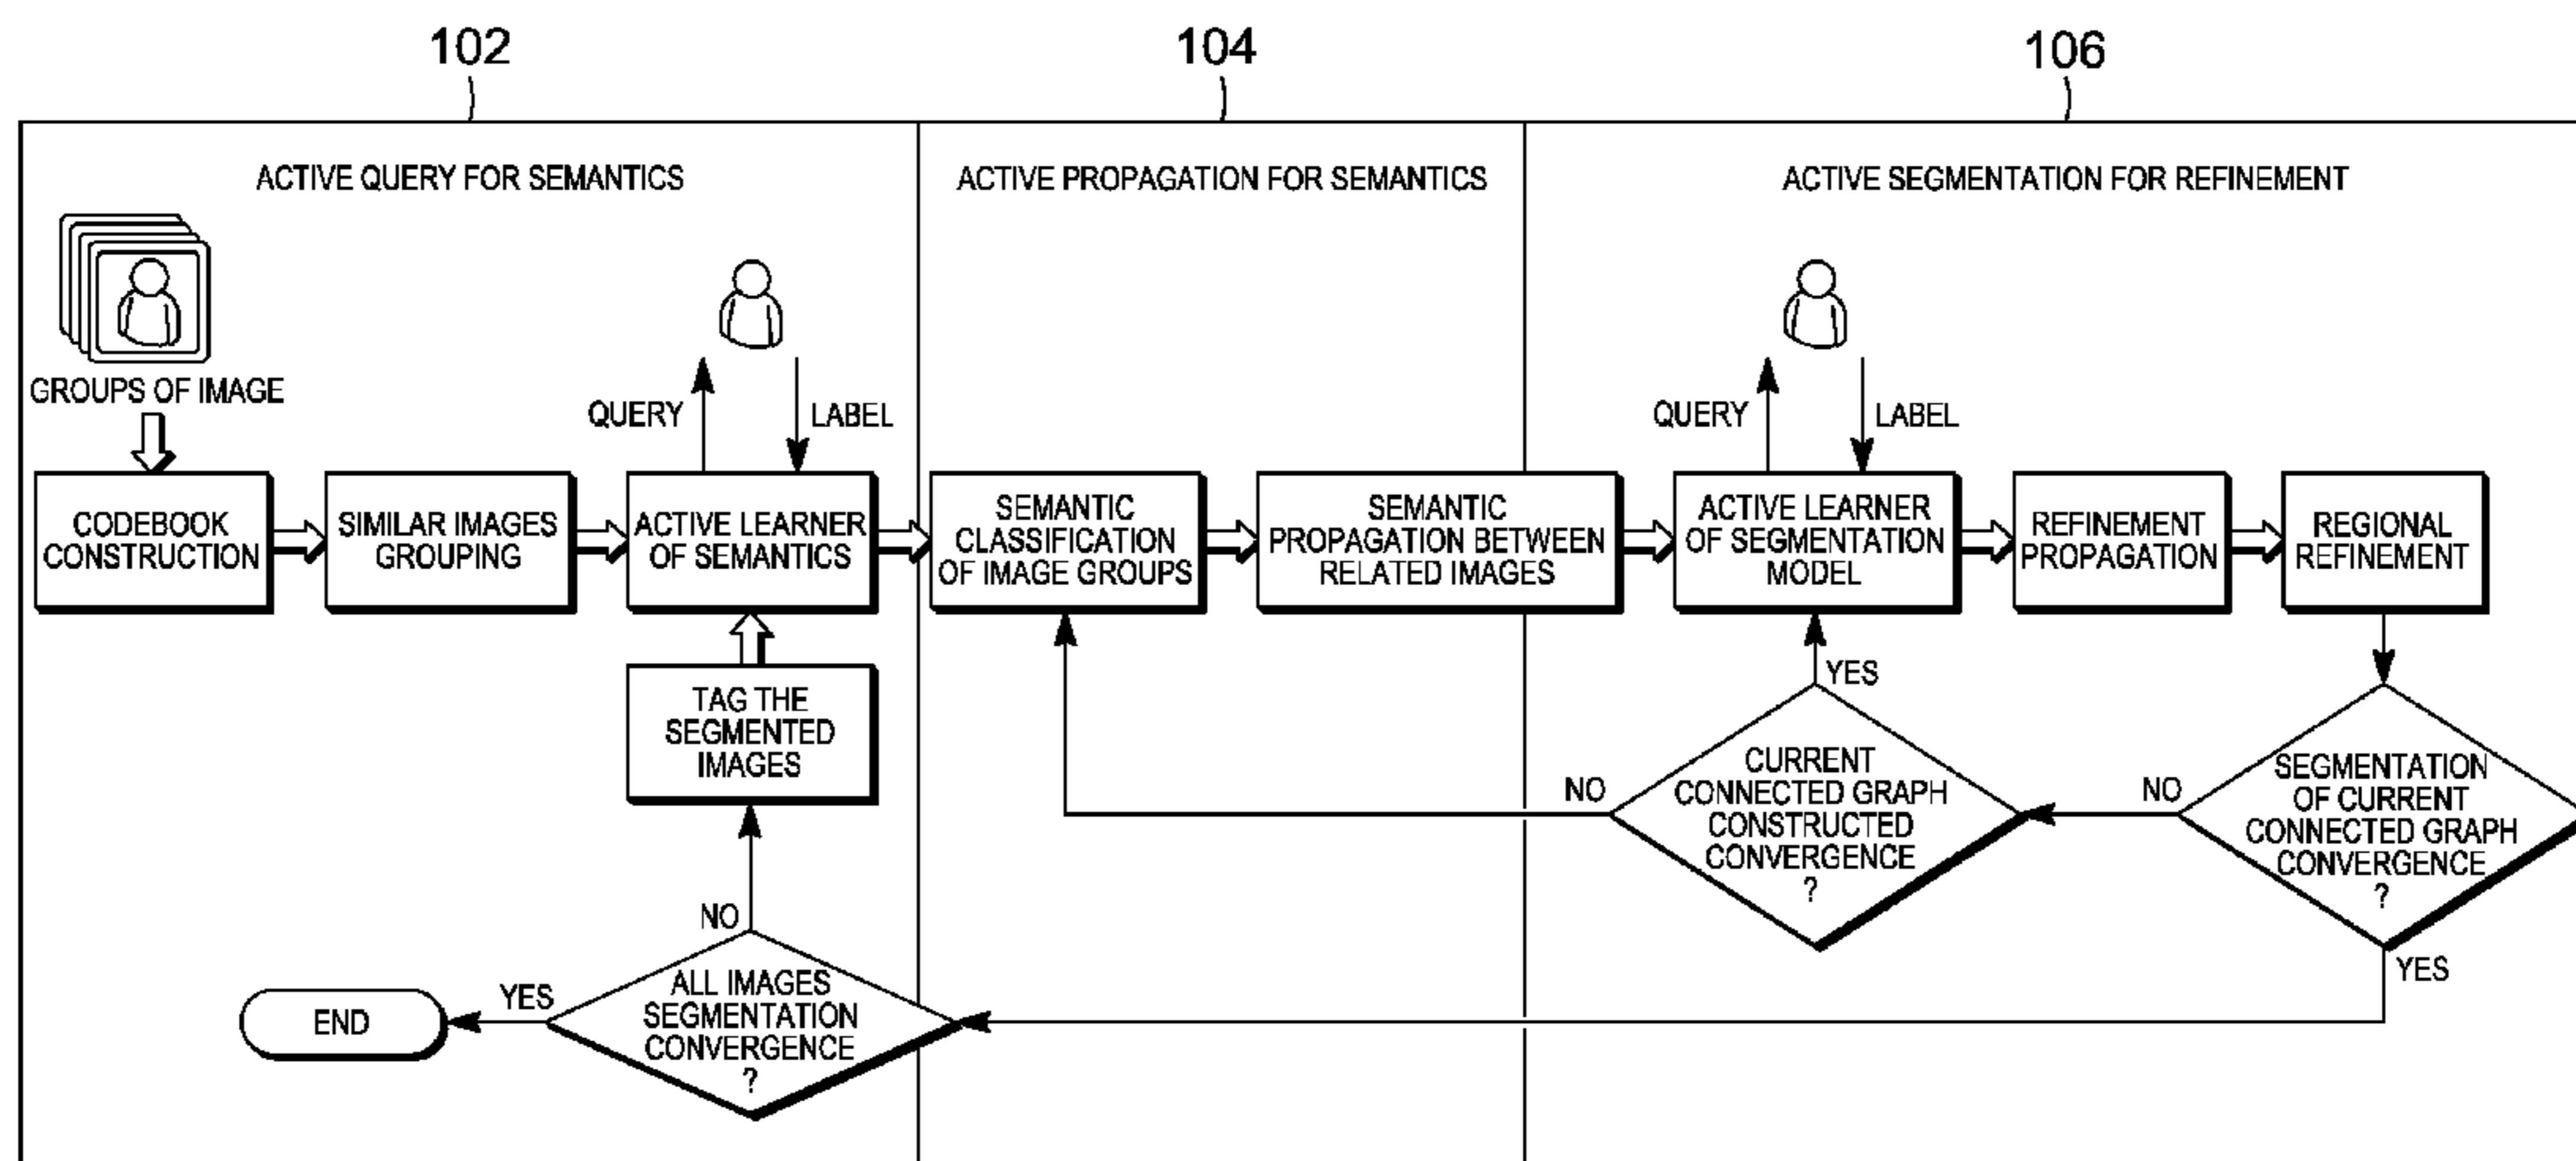 102
104
106
ACTIVE QUERY FOR SEMANTICS
ACTIVE PROPAGATION FOR SEMANTICS
ACTIVE SEGMENTATION FOR REFINEMENT
GROUPS OF IMAGE
QUERY
LABEL
QUERY
LABEL
CODEBOOK
CONSTRUCTION
SIMILAR IMAGES
GROUPING
ACTIVE LEARNER
OF SEMANTICS
SEMANTIC
CLASSIFICATION
OF IMAGE GROUPS
SEMANTIC
PROPAGATION BETWEEN
RELATED IMAGES
ACTIVE LEARNER
OF SEGMENTATION
MODEL
REFINEMENT
PROPAGATION
REGIONAL
REFINEMENT
TAG THE
SEGMENTED
IMAGES
YES
NO
CURRENT
CONNECTED GRAPH
CONSTRUCTED
CONVERGENCE
?
NO
SEGMENTATION
OF CURRENT
CONNECTED GRAPH
CONVERGENCE
?
YES
NO
ALL IMAGES
SEGMENTATION
CONVERGENCE
?
YES
END